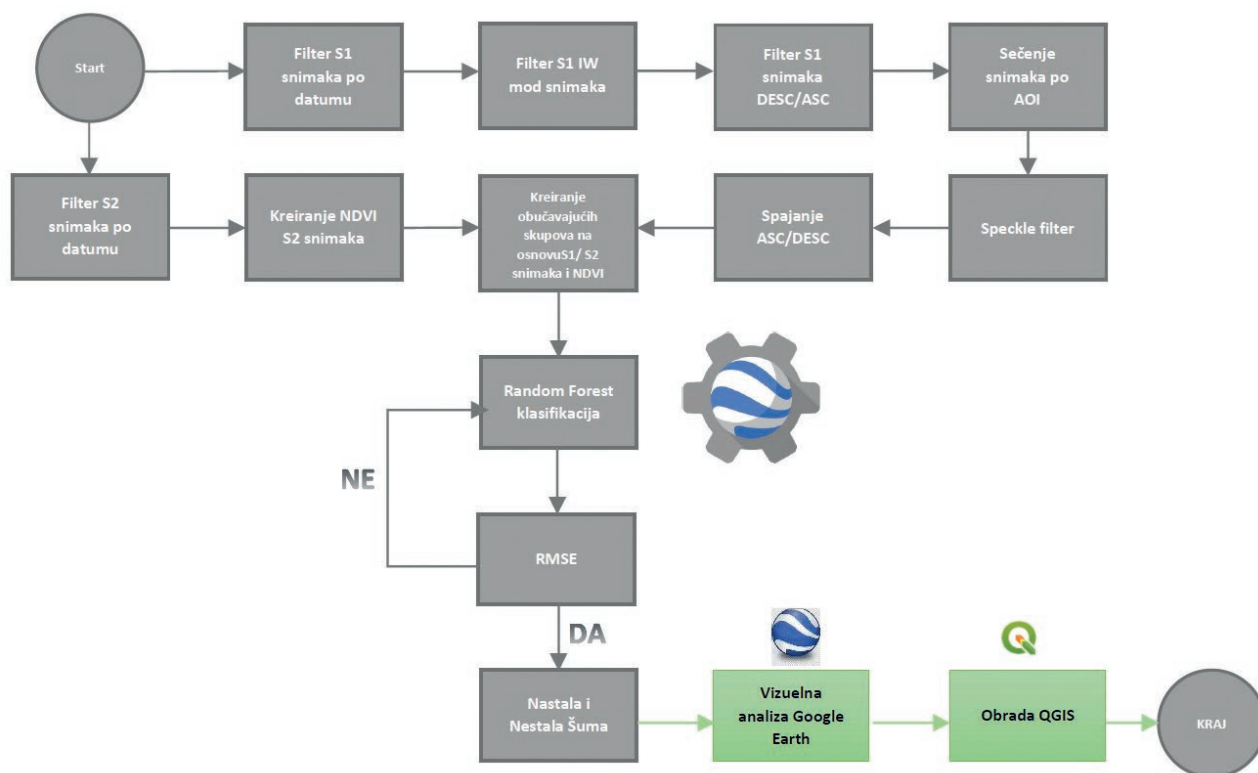 Start
Filter S1
snimaka po
datumu
Filter S1 IW
mod snimaka
Filter S1
snimaka
DESC/ASC
Sečenje
snimaka po
AOI
Filter S2
snimaka po
datumu
Kreiranje NDVI
S2 snimaka
Kreiranje
obučavajućih
skupova na
osnovuS1/ S2
snimaka i NDVI
Spajanje
ASC/DESC
Speckle filter
Random Forest
klasifikacija
NE
RMSE
DA
Nastala i
Nestala Šuma
Vizuelna
analiza Google
Earth
Obrada QGIS
KRAJ